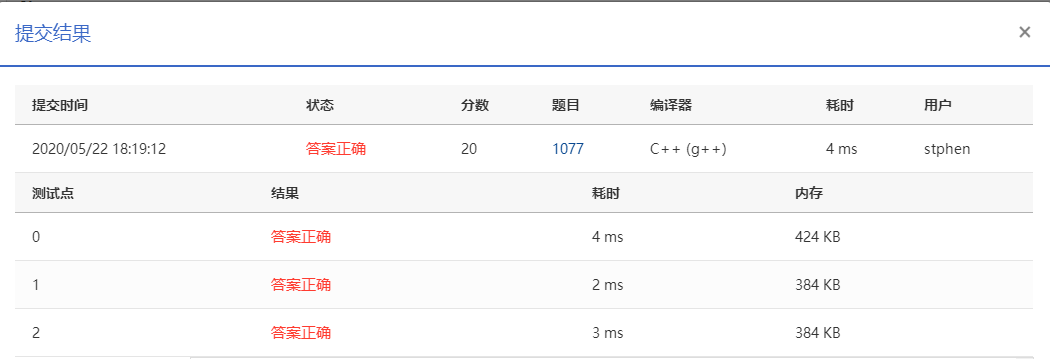 提交结果 ×
提交时间 状态 分数 题目 编译器 耗时 用户
2020/05/22 18:19:12 答案正确 20 1077 C++ (g++) 4 ms stphen
测试点 结果 耗时 内存
0 答案正确 4 ms 424 KB
1 答案正确 2 ms 384 KB
2 答案正确 3 ms 384 KB